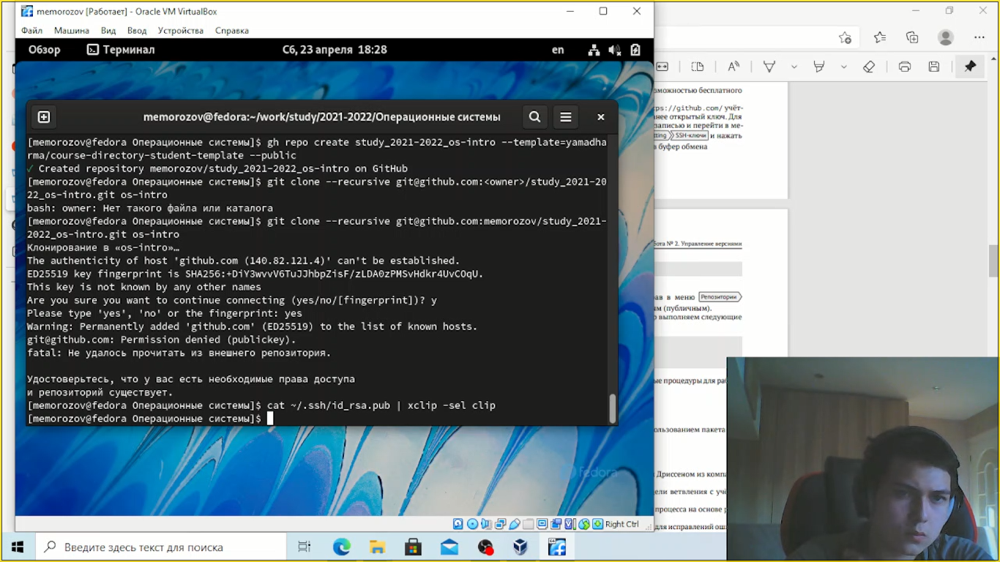 memorozov [Работает] - Oracle VM VirtualBox
Файл Машина Вид Ввод Устройства Справка
Обзор Терминал Сб, 23 апреля 18:28 en
memorozov@fedora:~/work/study/2021-2022/Операционные системы
[memorozov@fedora Операционные системы]$ gh repo create study_2021-2022_os-intro --template=yamadha
rma/course-directory-student-template --public
✓ Created repository memorozov/study_2021-2022_os-intro on GitHub
[memorozov@fedora Операционные системы]$ git clone --recursive git@github.com:<owner>/study_2021-20
22_os-intro.git os-intro
bash: owner: Нет такого файла или каталога
[memorozov@fedora Операционные системы]$ git clone --recursive git@github.com:memorozov/study_2021-
2022_os-intro.git os-intro
Клонирование в «os-intro»…
The authenticity of host 'github.com (140.82.121.4)' can't be established.
ED25519 key fingerprint is SHA256:+DiY3wvvV6TuJJhbpZisF/zLDA0zPMSvHdkr4UvCOqU.
This key is not known by any other names
Are you sure you want to continue connecting (yes/no/[fingerprint])? y
Please type 'yes', 'no' or the fingerprint: yes
Warning: Permanently added 'github.com' (ED25519) to the list of known hosts.
git@github.com: Permission denied (publickey).
fatal: Не удалось прочитать из внешнего репозитория.
Удостоверьтесь, что у вас есть необходимые права доступа
и репозиторий существует.
[memorozov@fedora Операционные системы]$ cat ~/.ssh/id_rsa.pub | xclip -sel clip
[memorozov@fedora Операционные системы]$
fedora
Right Ctrl
зможностью бесплатного
ps://github.com/ учёт-
нее открытый ключ. Для
записью и перейти в ме-
tting SSH-ключи и нажать
в буфер обмена
бота № 2. Управление версиями
ав в меню Репозитории
м (публичным).
о выполняем следующие
ые процедуры для ра
ользованием пакета
Дриссеном из комп
дели ветвления с учё
процесса на основе
для исправлений ош
Введите здесь текст для поиска